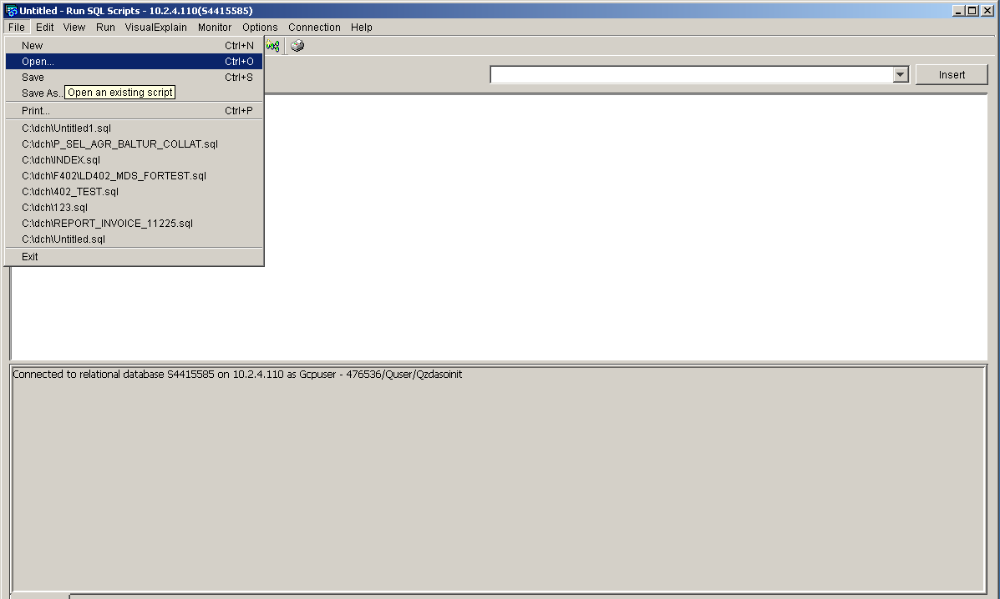 Untitled - Run SQL Scripts - 10.2.4.110(S4415585)
File Edit View Run VisualExplain Monitor Options Connection Help
New Ctrl+N
Open... Ctrl+O
Save Ctrl+S
Save As..
Open an existing script
Insert
Print... Ctrl+P
C:\dch\Untitled1.sql
C:\dch\P_SEL_AGR_BALTUR_COLLAT.sql
C:\dch\INDEX.sql
C:\dch\F402\LD402_MDS_FORTEST.sql
C:\dch\402_TEST.sql
C:\dch\123.sql
C:\dch\REPORT_INVOICE_11225.sql
C:\dch\Untitled.sql
Exit
Connected to relational database S4415585 on 10.2.4.110 as Gcpuser - 476536/Quser/Qzdasoinit